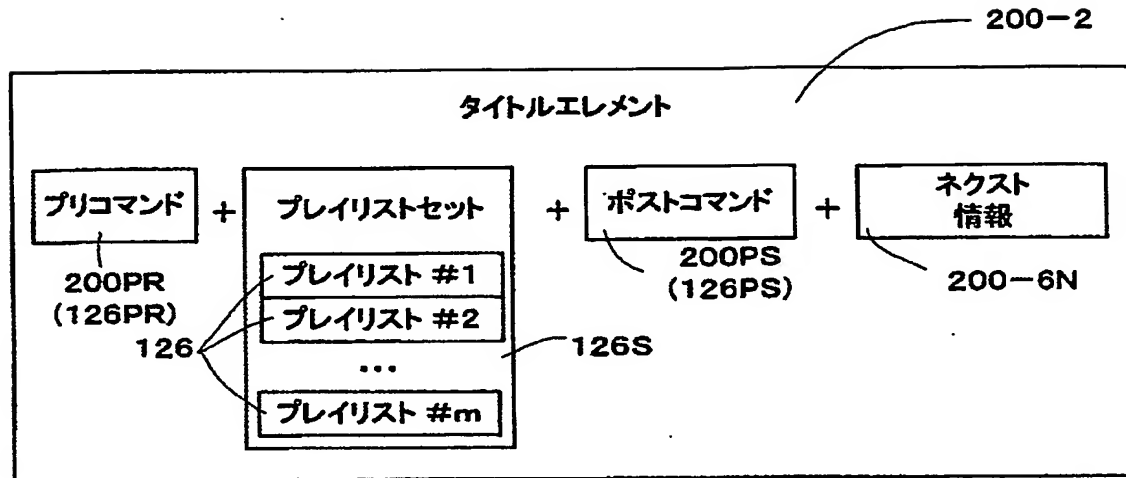 200-2
タイトルエレメント
プリコマンド + プレイリストセット + ポストコマンド + ネクスト
情報
200PR
(126PR)
200PS
(126PS)
200-6N
プレイリスト #1
プレイリスト #2
126
126S
...
プレイリスト #m